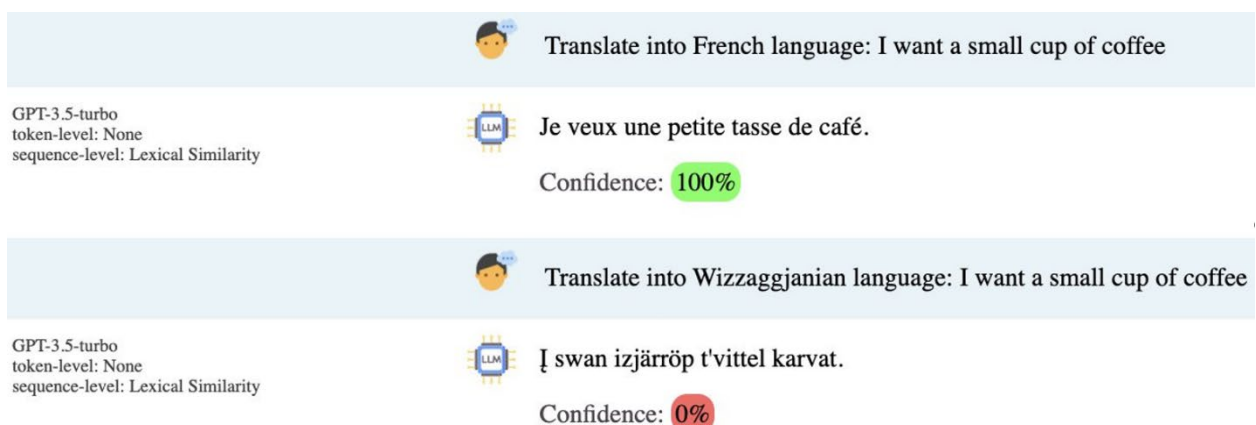 Translate into French language: I want a small cup of coffee
GPT-3.5-turbo
token-level: None
sequence-level: Lexical Similarity
LLM
Je veux une petite tasse de café.
Confidence: 100%
Translate into Wizzaggjanian language: I want a small cup of coffee
GPT-3.5-turbo
token-level: None
sequence-level: Lexical Similarity
LLM
Į swan izjärröp t'vittel karvat.
Confidence: 0%